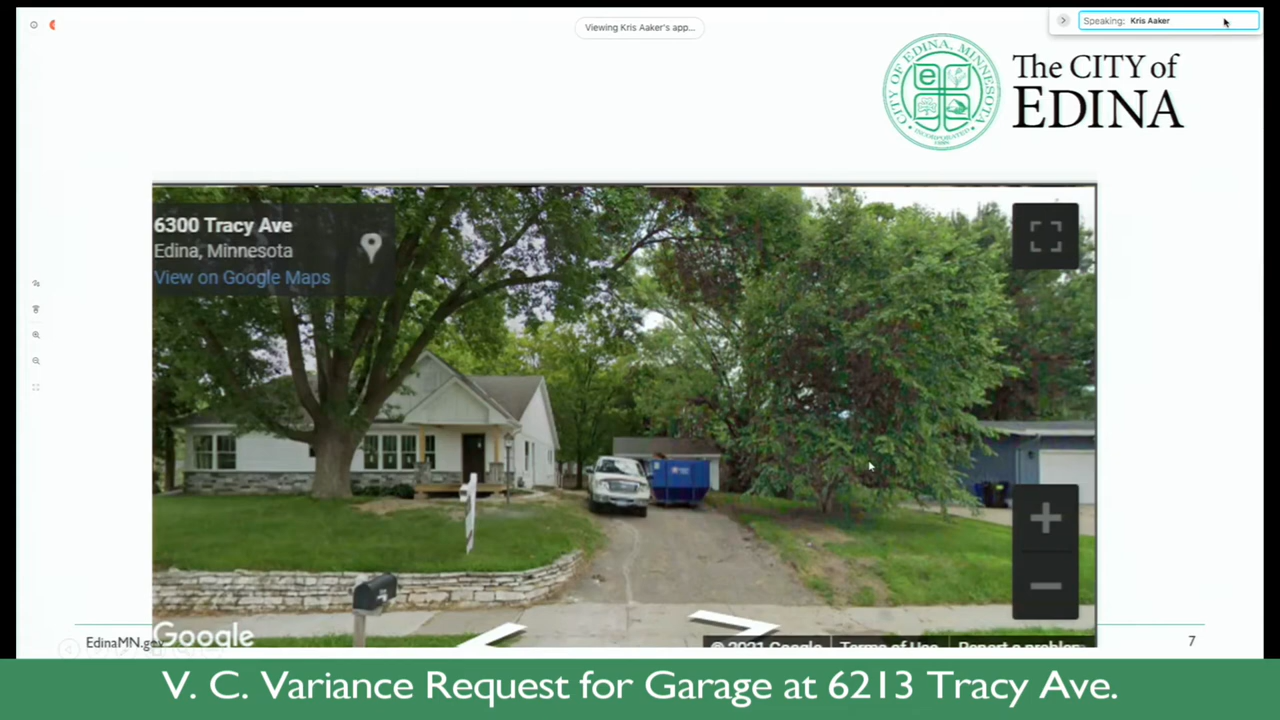 Viewing Kris Aaker's app...
Speaking: Kris Aaker
CITY OF EDINA, MINNESOTA
INCORPORATED
1888
e
The CITY of
EDINA
6300 Tracy Ave
Edina, Minnesota
View on Google Maps
Google
© 2021 Google
Terms of Use
Report a problem
EdinaMN.gov
7
V. C. Variance Request for Garage at 6213 Tracy Ave.